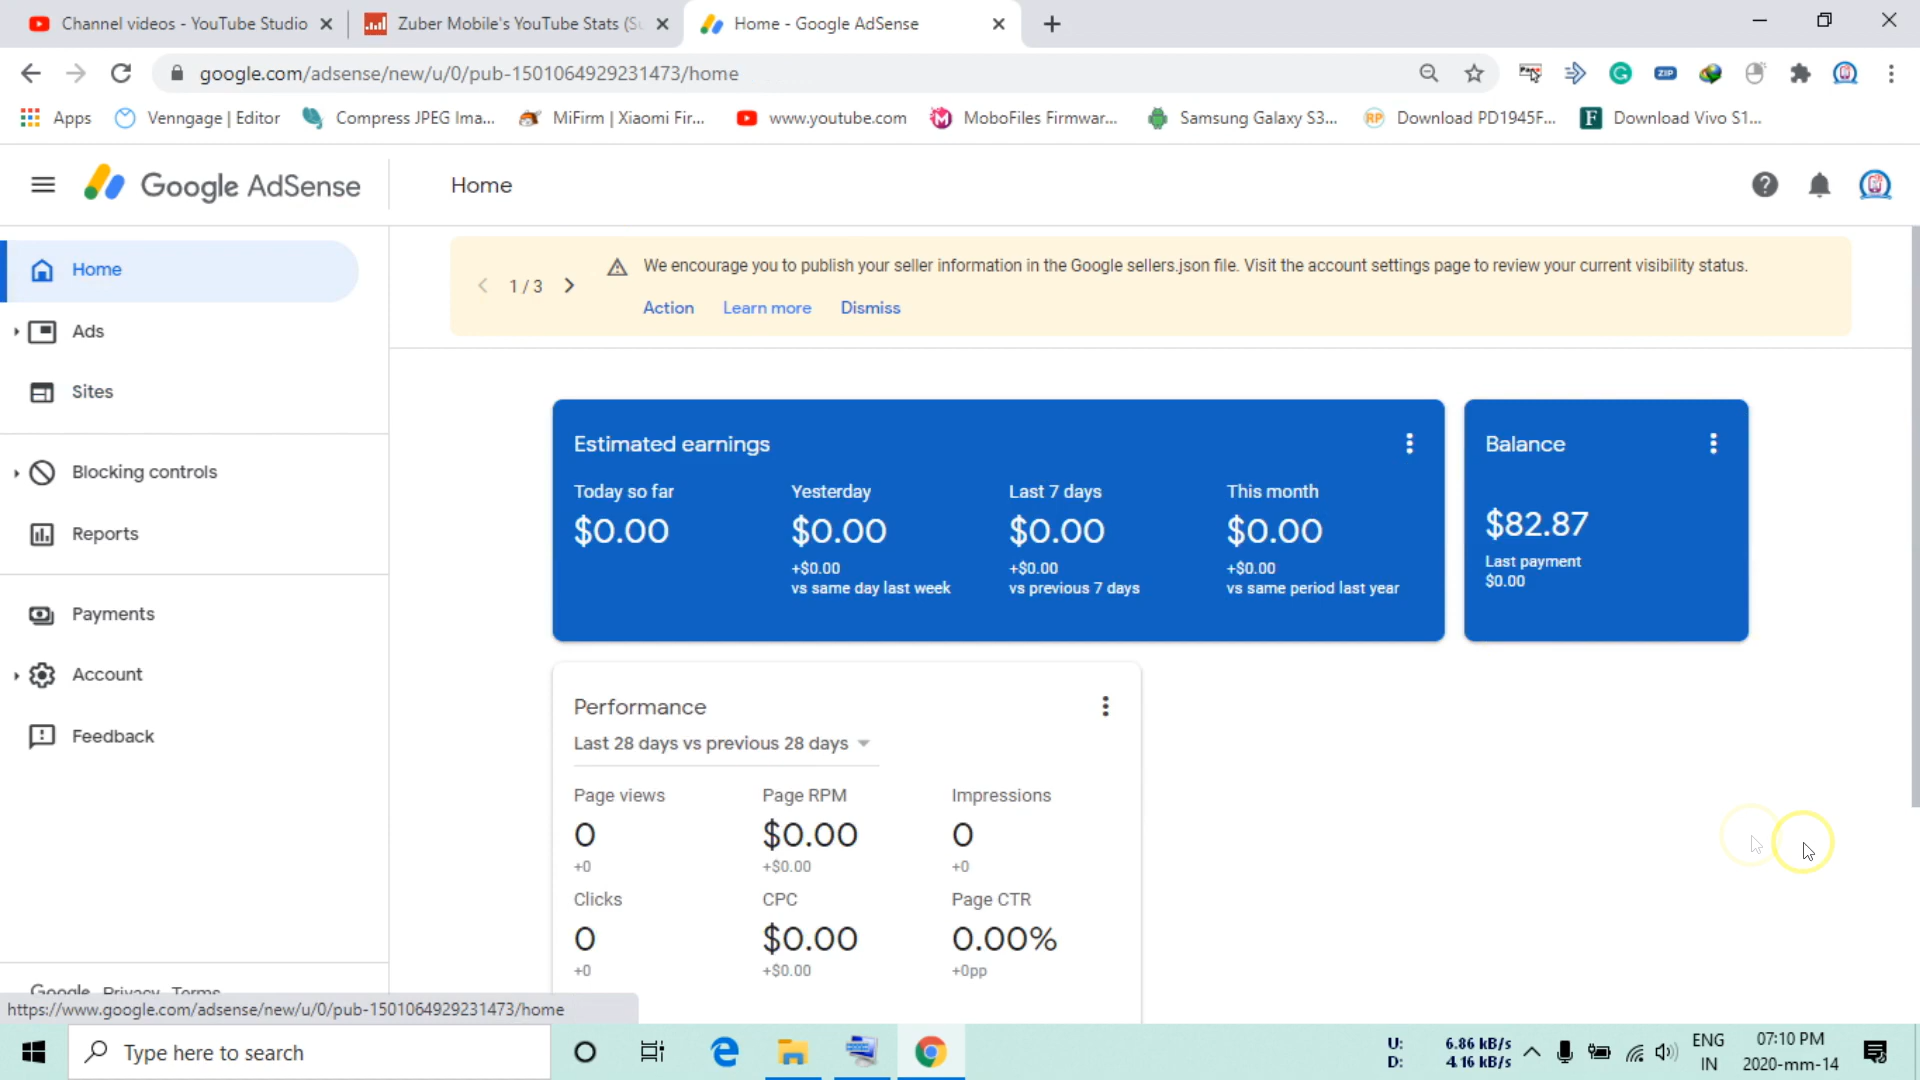 Channel videos - YouTube Studio
Zuber Mobile's YouTube Stats (Su
Home - Google AdSense
google.com/adsense/new/u/0/pub-1501064929231473/home
Apps
Venngage | Editor
Compress JPEG Ima...
MiFirm | Xiaomi Fir...
www.youtube.com
MoboFiles Firmwar...
Samsung Galaxy S3...
Download PD1945F...
Download Vivo S1...
Google AdSense
Home
Home
Ads
Sites
Blocking controls
Reports
Payments
Account
Feedback
1 / 3
We encourage you to publish your seller information in the Google sellers.json file. Visit the account settings page to review your current visibility status.
Action Learn more Dismiss
Estimated earnings
Today so far
$0.00
Yesterday
$0.00
+$0.00
vs same day last week
Last 7 days
$0.00
+$0.00
vs previous 7 days
This month
$0.00
+$0.00
vs same period last year
Balance
$82.87
Last payment
$0.00
Performance
Last 28 days vs previous 28 days
Page views
0
+0
Page RPM
$0.00
+$0.00
Impressions
0
+0
Clicks
0
+0
CPC
$0.00
+$0.00
Page CTR
0.00%
+0pp
Google Privacy Terms
https://www.google.com/adsense/new/u/0/pub-1501064929231473/home
Type here to search
U: 6.86 kB/s
D: 4.16 kB/s
ENG
IN
07:10 PM
2020-mm-14